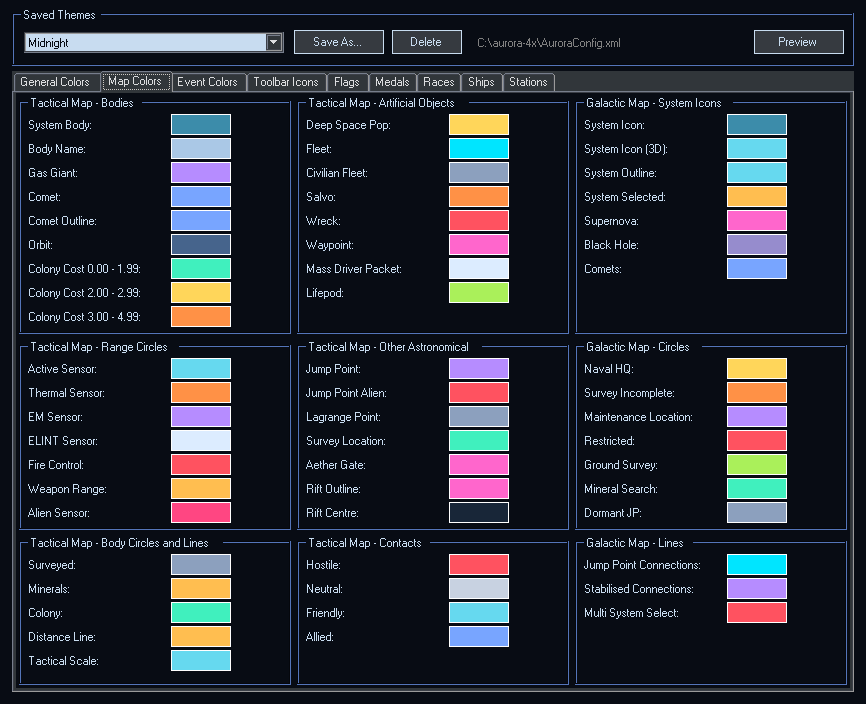 Saved Themes
Midnight
Save As...
Delete
C:\aurora-4x\AuroraConfig.xml
Preview
General Colors
Map Colors
Event Colors
Toolbar Icons
Flags
Medals
Races
Ships
Stations
Tactical Map - Bodies
System Body:
Body Name:
Gas Giant:
Comet:
Comet Outline:
Orbit:
Colony Cost 0.00 - 1.99:
Colony Cost 2.00 - 2.99:
Colony Cost 3.00 - 4.99:
Tactical Map - Artificial Objects
Deep Space Pop:
Fleet:
Civilian Fleet:
Salvo:
Wreck:
Waypoint:
Mass Driver Packet:
Lifepod:
Galactic Map - System Icons
System Icon:
System Icon (3D):
System Outline:
System Selected:
Supernova:
Black Hole:
Comets:
Tactical Map - Range Circles
Active Sensor:
Thermal Sensor:
EM Sensor:
ELINT Sensor:
Fire Control:
Weapon Range:
Alien Sensor:
Tactical Map - Other Astronomical
Jump Point:
Jump Point Alien:
Lagrange Point:
Survey Location:
Aether Gate:
Rift Outline:
Rift Centre:
Galactic Map - Circles
Naval HQ:
Survey Incomplete:
Maintenance Location:
Restricted:
Ground Survey:
Mineral Search:
Dormant JP:
Tactical Map - Body Circles and Lines
Surveyed:
Minerals:
Colony:
Distance Line:
Tactical Scale:
Tactical Map - Contacts
Hostile:
Neutral:
Friendly:
Allied:
Galactic Map - Lines
Jump Point Connections:
Stabilised Connections:
Multi System Select: